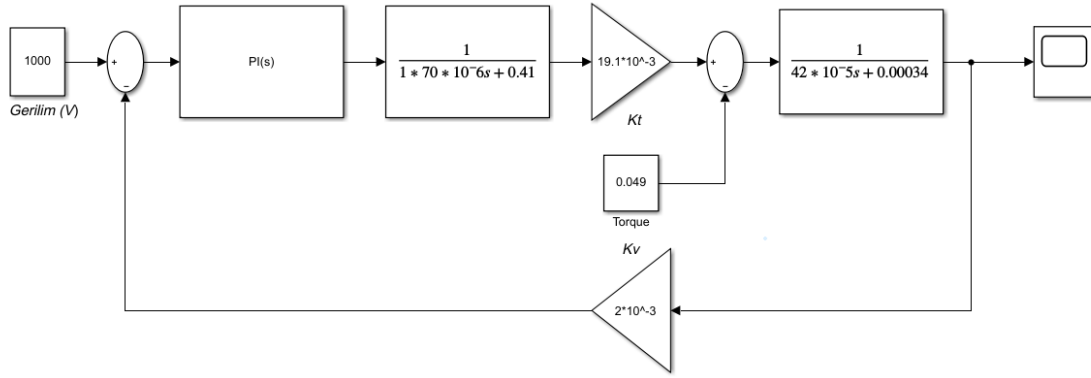 1000
Gerilim (V)
+
−
PI(s)
1
1 ∗ 70 ∗ 10⁻6s + 0.41
19.1*10^-3
Kt
+
−
1
42 ∗ 10⁻5s + 0.00034
0.049
Torque
Kv
2*10^-3